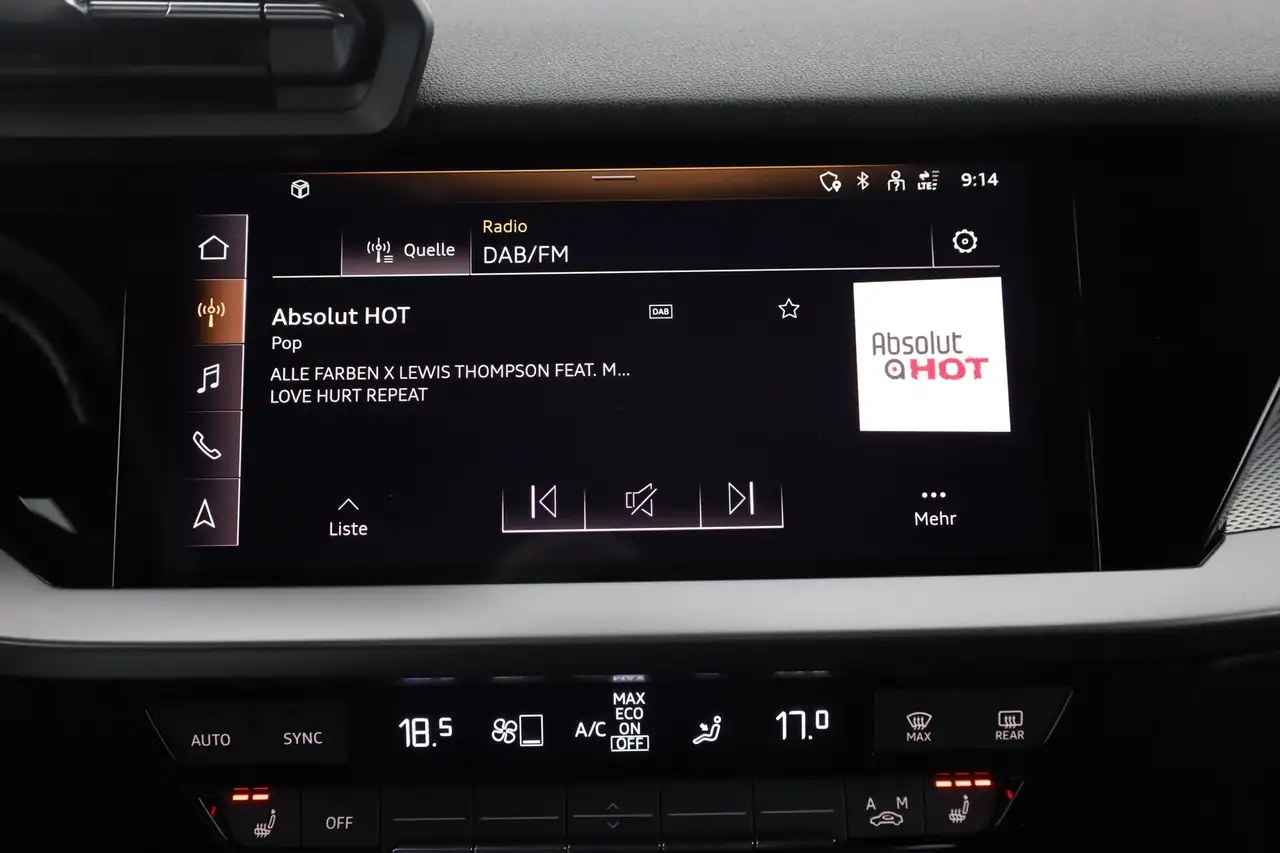 LTE 9:14
Quelle
Radio
DAB/FM
Absolut HOT
DAB
Pop
ALLE FARBEN X LEWIS THOMPSON FEAT. M...
LOVE HURT REPEAT
Absolut
HOT
Liste
Mehr
AUTO SYNC
18.5
A/C
MAX
ECO
ON
OFF
17.0
MAX
REAR
OFF
A M